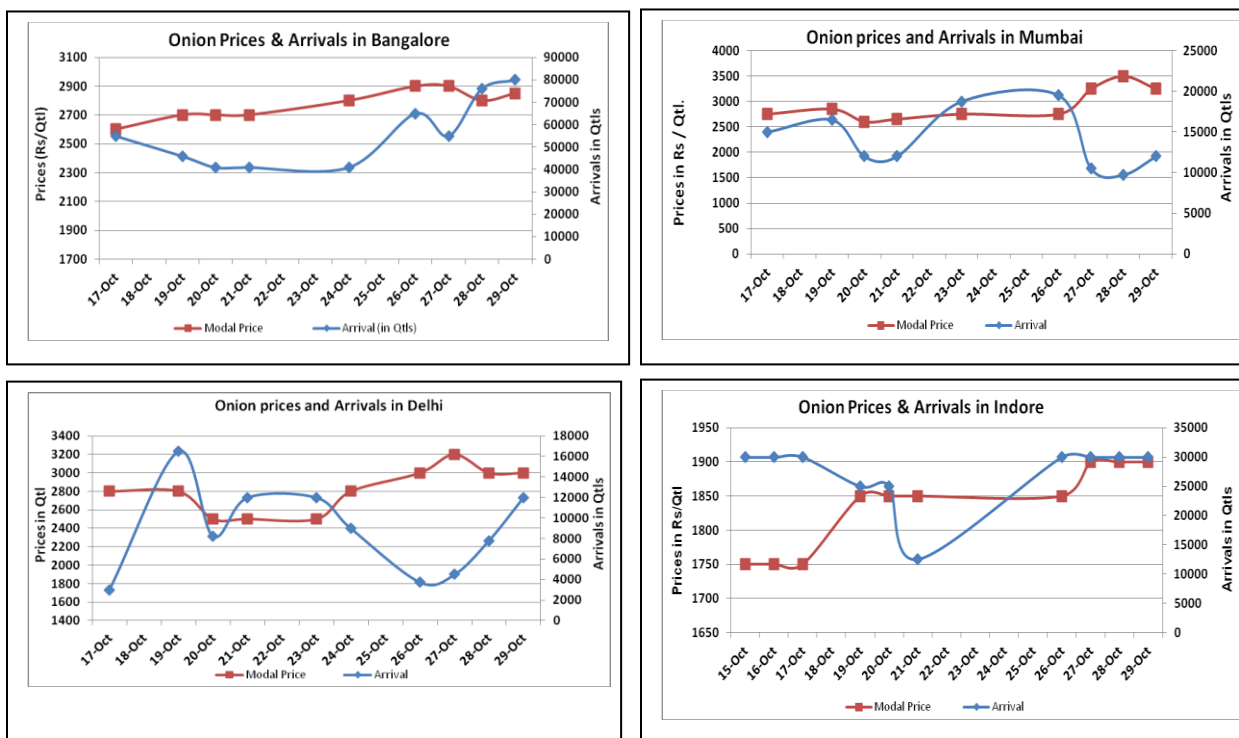 Onion Prices & Arrivals in Bangalore
Prices (Rs/Qtl)
3100
2900
2700
2500
2300
2100
1900
1700
90000
80000
70000
60000
50000
40000
30000
20000
10000
0
Arrivals in Qtls
17-Oct
18-Oct
19-Oct
20-Oct
21-Oct
22-Oct
23-Oct
24-Oct
25-Oct
26-Oct
27-Oct
28-Oct
29-Oct
Modal Price Arrival (in Qtls)
Onion prices and Arrivals in Mumbai
Prices in Rs / Qtl.
4000
3500
3000
2500
2000
1500
1000
500
0
25000
20000
15000
10000
5000
0
Arrivals in Qtls
17-Oct
18-Oct
19-Oct
20-Oct
21-Oct
22-Oct
23-Oct
24-Oct
25-Oct
26-Oct
27-Oct
28-Oct
29-Oct
Modal Price Arrival
Onion prices and Arrivals in Delhi
Prices in Qtl
3400
3200
3000
2800
2600
2400
2200
2000
1800
1600
1400
18000
16000
14000
12000
10000
8000
6000
4000
2000
0
Arrivals in Qtls
17-Oct
18-Oct
19-Oct
20-Oct
21-Oct
22-Oct
23-Oct
24-Oct
25-Oct
26-Oct
27-Oct
28-Oct
29-Oct
Modal Price Arrival
Onion Prices & Arrivals in Indore
Prices in Rs/Qtl
1950
1900
1850
1800
1750
1700
1650
35000
30000
25000
20000
15000
10000
5000
0
Arrivals in Qtls
15-Oct
16-Oct
17-Oct
18-Oct
19-Oct
20-Oct
21-Oct
22-Oct
23-Oct
24-Oct
25-Oct
26-Oct
27-Oct
28-Oct
29-Oct
Modal Price Arrival